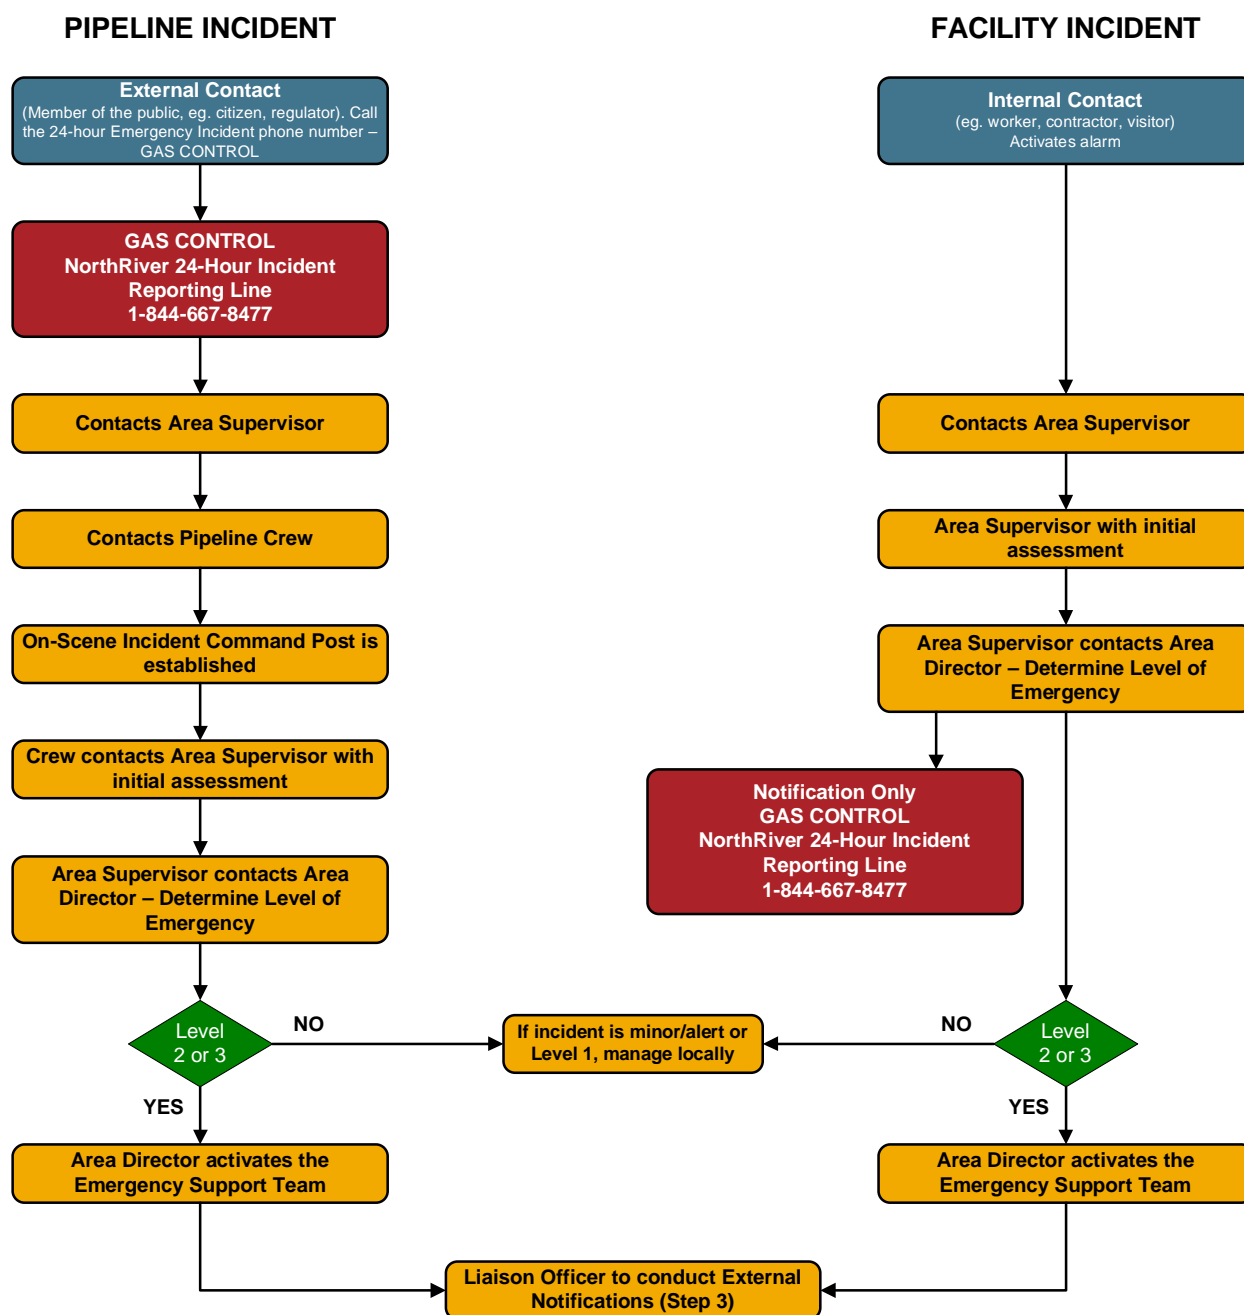 PIPELINE INCIDENT
FACILITY INCIDENT
External Contact
(Member of the public, eg. citizen, regulator). Call
the 24-hour Emergency Incident phone number –
GAS CONTROL
Internal Contact
(eg. worker, contractor, visitor)
Activates alarm
GAS CONTROL
NorthRiver 24-Hour Incident
Reporting Line
1-844-667-8477
Contacts Area Supervisor
Contacts Area Supervisor
Contacts Pipeline Crew
Area Supervisor with initial
assessment
On-Scene Incident Command Post is
established
Area Supervisor contacts Area
Director – Determine Level of
Emergency
Crew contacts Area Supervisor with
initial assessment
Notification Only
GAS CONTROL
NorthRiver 24-Hour Incident
Reporting Line
1-844-667-8477
Area Supervisor contacts Area
Director – Determine Level of
Emergency
Level
2 or 3
NO
If incident is minor/alert or
Level 1, manage locally
NO
Level
2 or 3
YES
YES
Area Director activates the
Emergency Support Team
Area Director activates the
Emergency Support Team
Liaison Officer to conduct External
Notifications (Step 3)